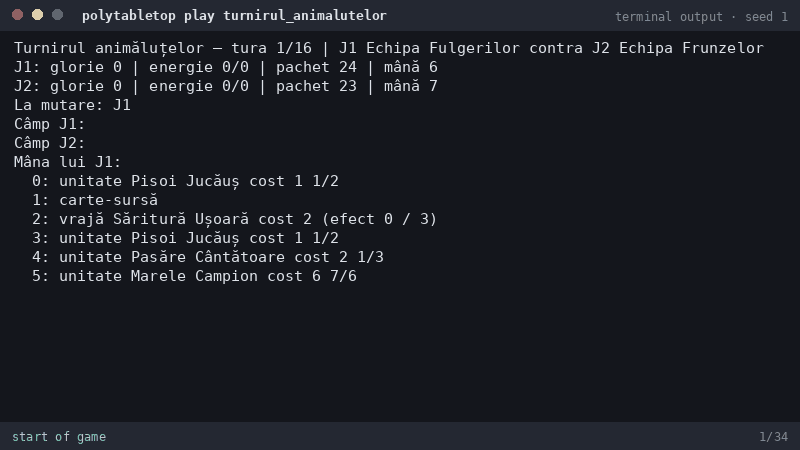 polytabletop play turnirul_animalutelor
terminal output · seed 1
Turnirul animăluțelor — tura 1/16 | J1 Echipa Fulgerilor contra J2 Echipa Frunzelor
J1: glorie 0 | energie 0/0 | pachet 24 | mână 6
J2: glorie 0 | energie 0/0 | pachet 23 | mână 7
La mutare: J1
Câmp J1:
Câmp J2:
Mâna lui J1:
0: unitate Pisoi Jucăuș cost 1 1/2
1: carte-sursă
2: vrajă Săritură Ușoară cost 2 (efect 0 / 3)
3: unitate Pisoi Jucăuș cost 1 1/2
4: unitate Pasăre Cântătoare cost 2 1/3
5: unitate Marele Campion cost 6 7/6
start of game
1/34